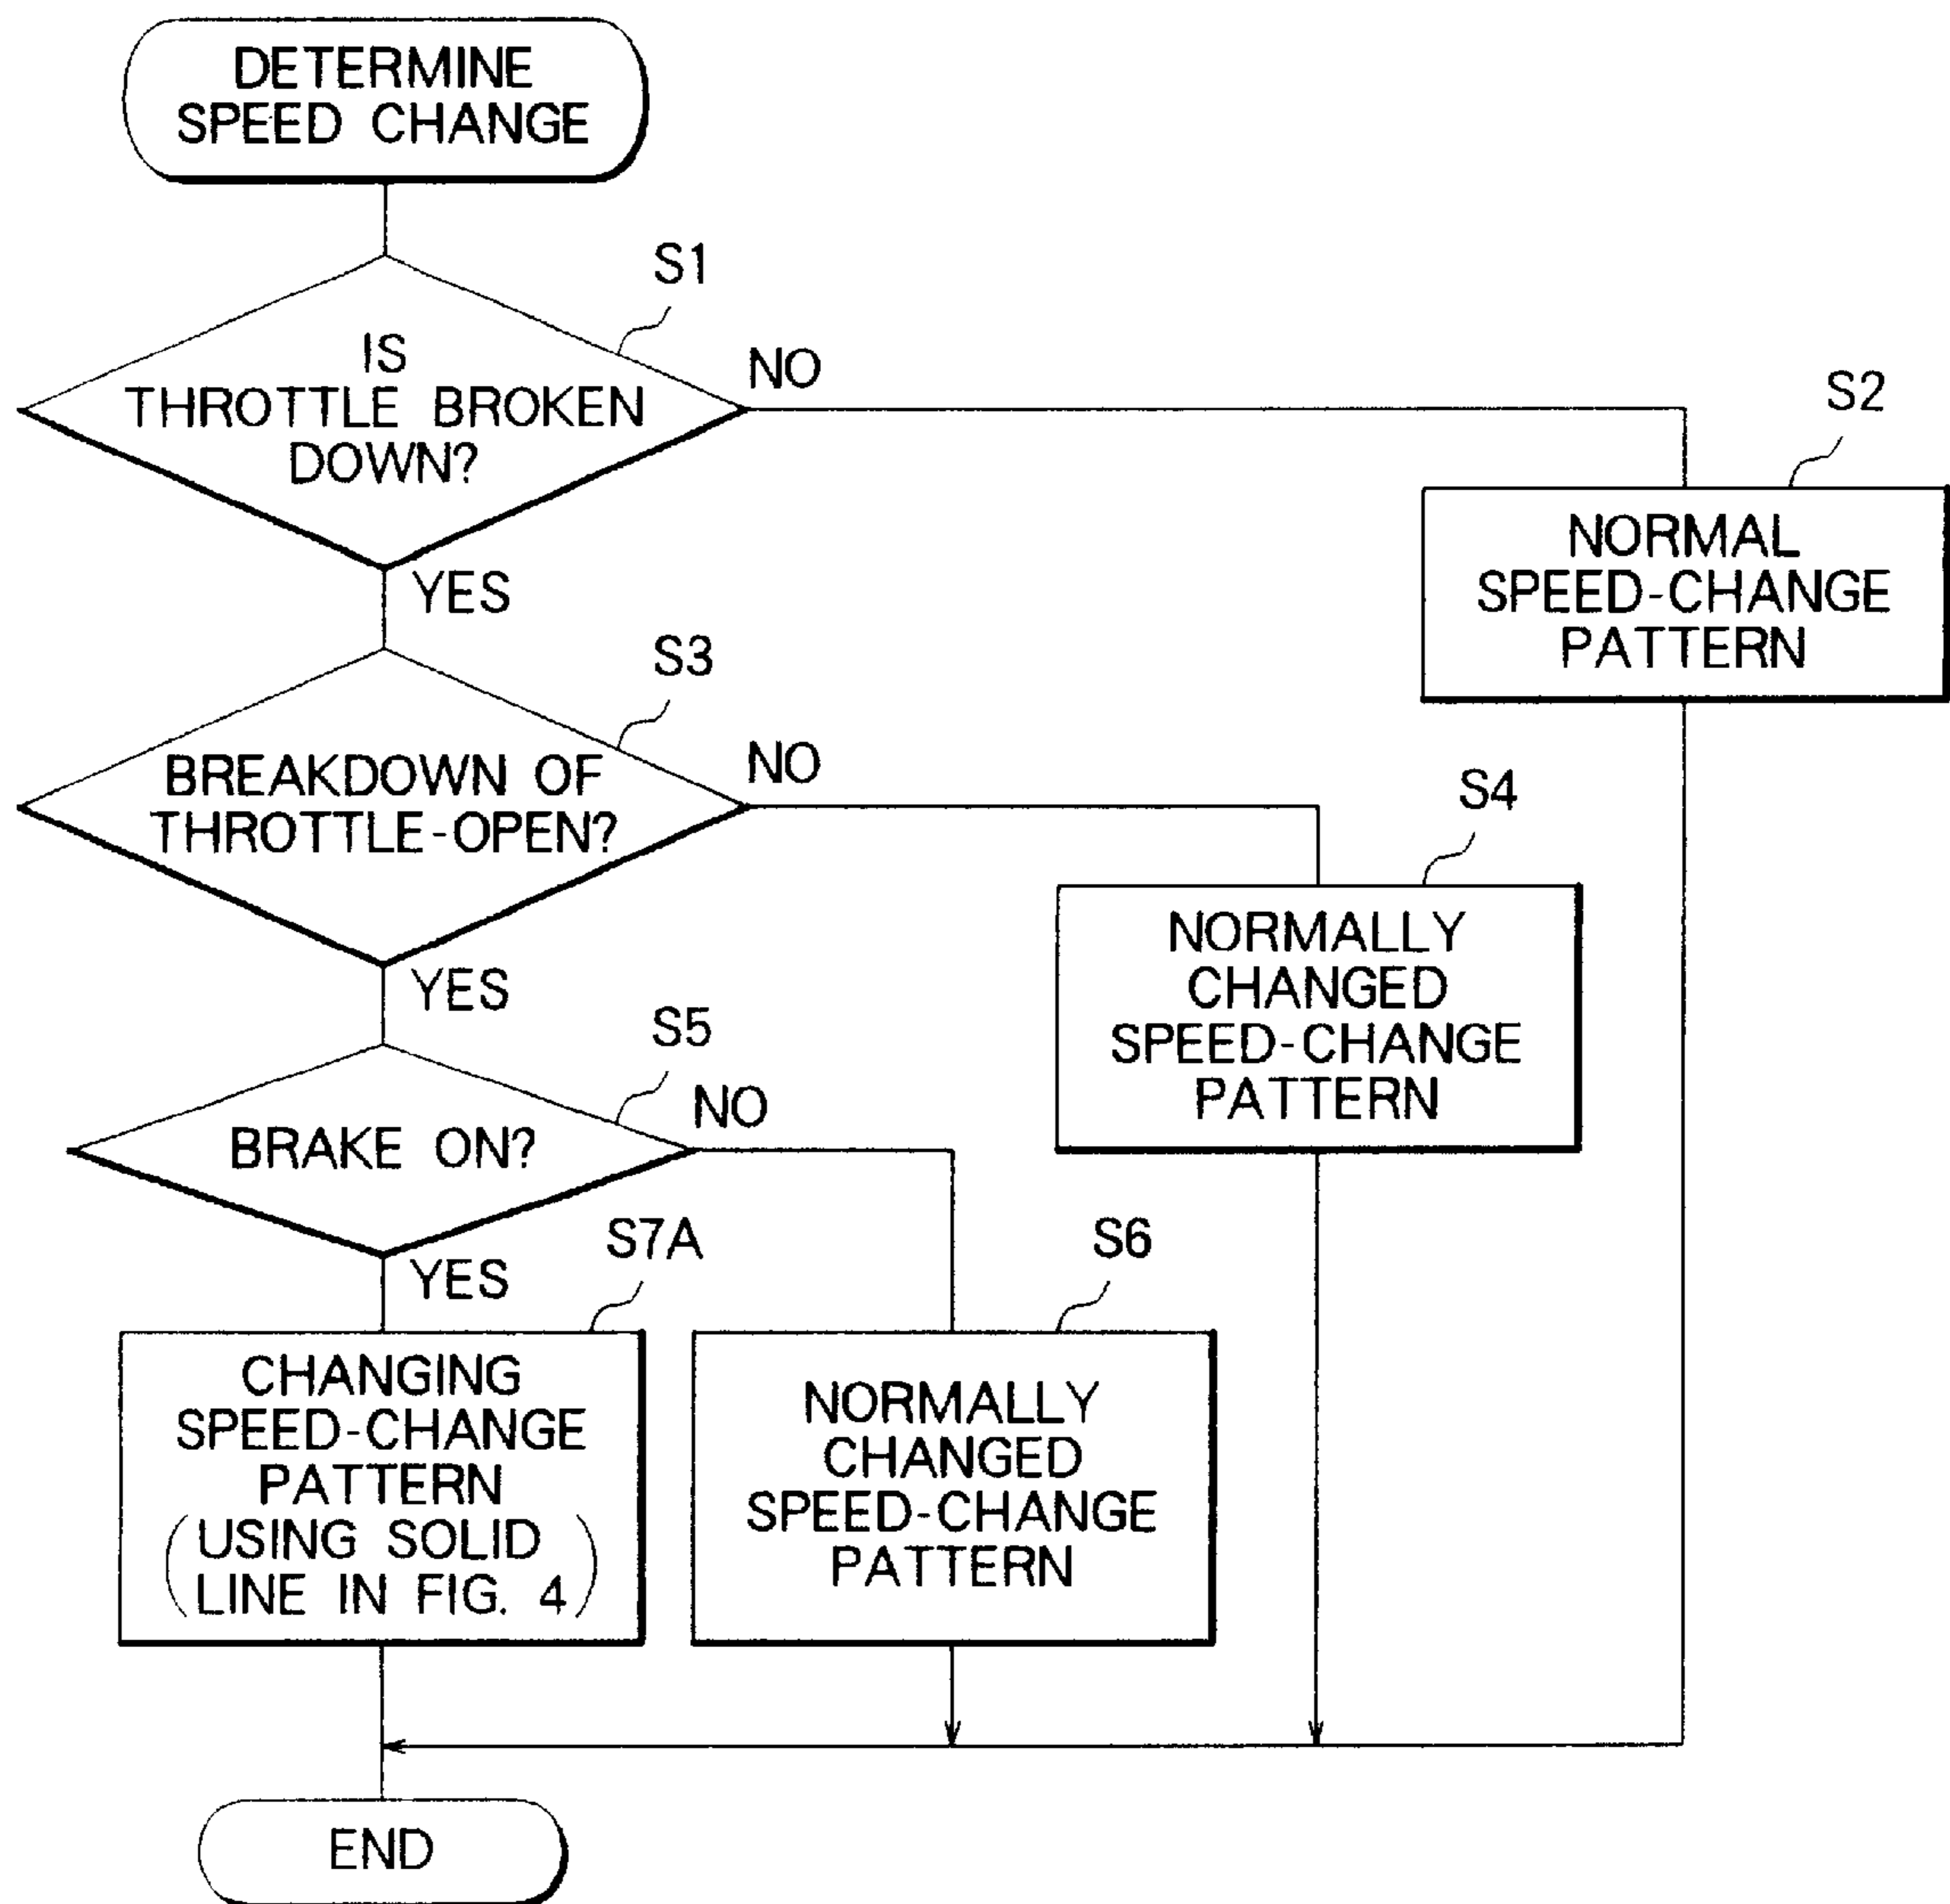 DETERMINE
SPEED CHANGE
S1
IS
THROTTLE BROKEN
DOWN?
NO
YES
S2
NORMAL
SPEED-CHANGE
PATTERN
S3
BREAKDOWN OF
THROTTLE-OPEN?
NO
YES
S4
NORMALLY
CHANGED
SPEED-CHANGE
PATTERN
S5
BRAKE ON?
NO
YES
S7A
CHANGING
SPEED-CHANGE
PATTERN
(USING SOLID
LINE IN FIG. 4)
S6
NORMALLY
CHANGED
SPEED-CHANGE
PATTERN
END